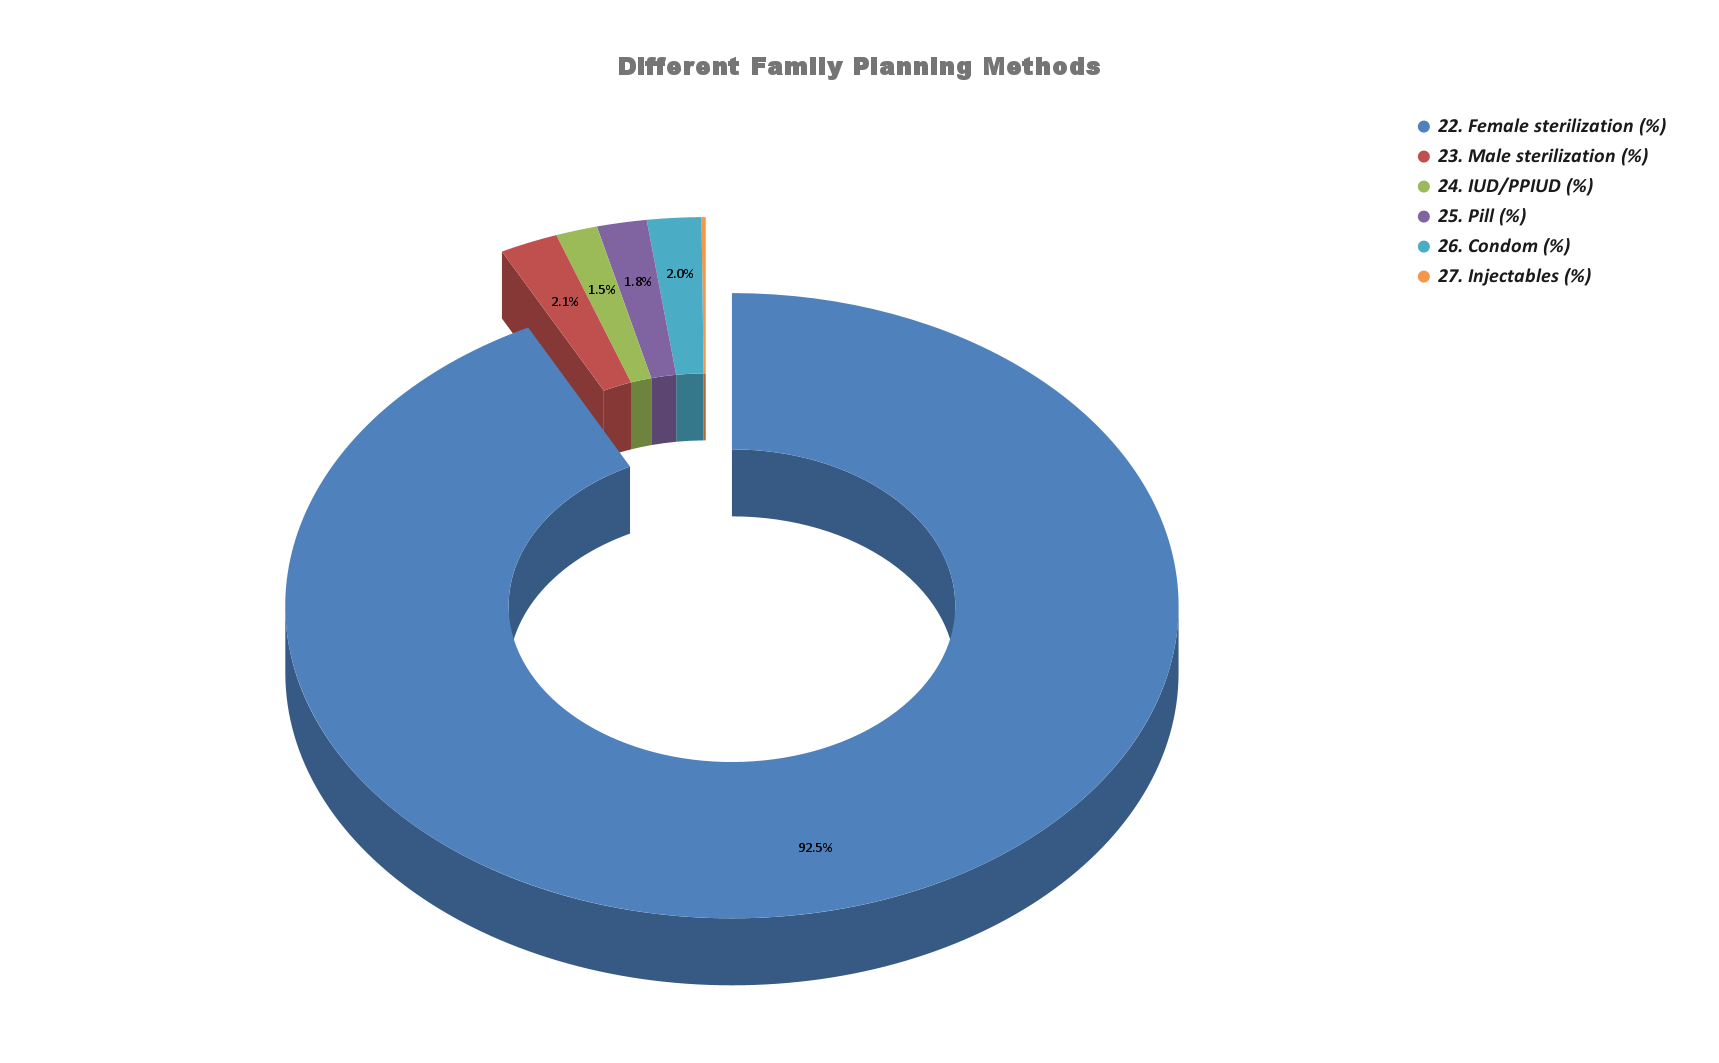 Different Family Planning Methods
22. Female sterilization (%)
23. Male sterilization (%)
24. IUD/PPIUD (%)
25. Pill (%)
26. Condom (%)
27. Injectables (%)
2.0%
1.8%
1.5%
2.1%
92.5%